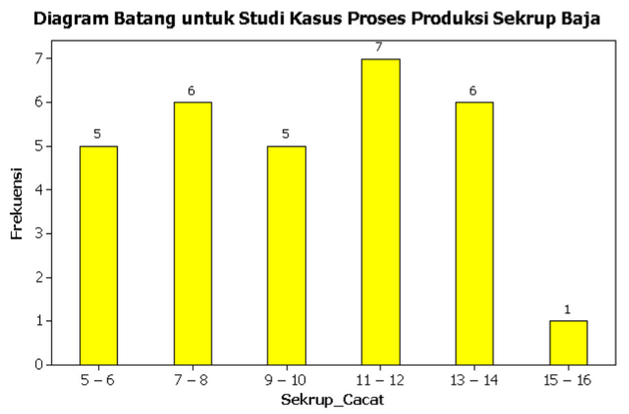 Diagram Batang untuk Studi Kasus Proses Produksi Sekrup Baja
7
6
5
4
3
2
1
0
Frekuensi
5
6
5
7
6
1
5 – 6
7 – 8
9 – 10
11 – 12
13 – 14
15 – 16
Sekrup_Cacat